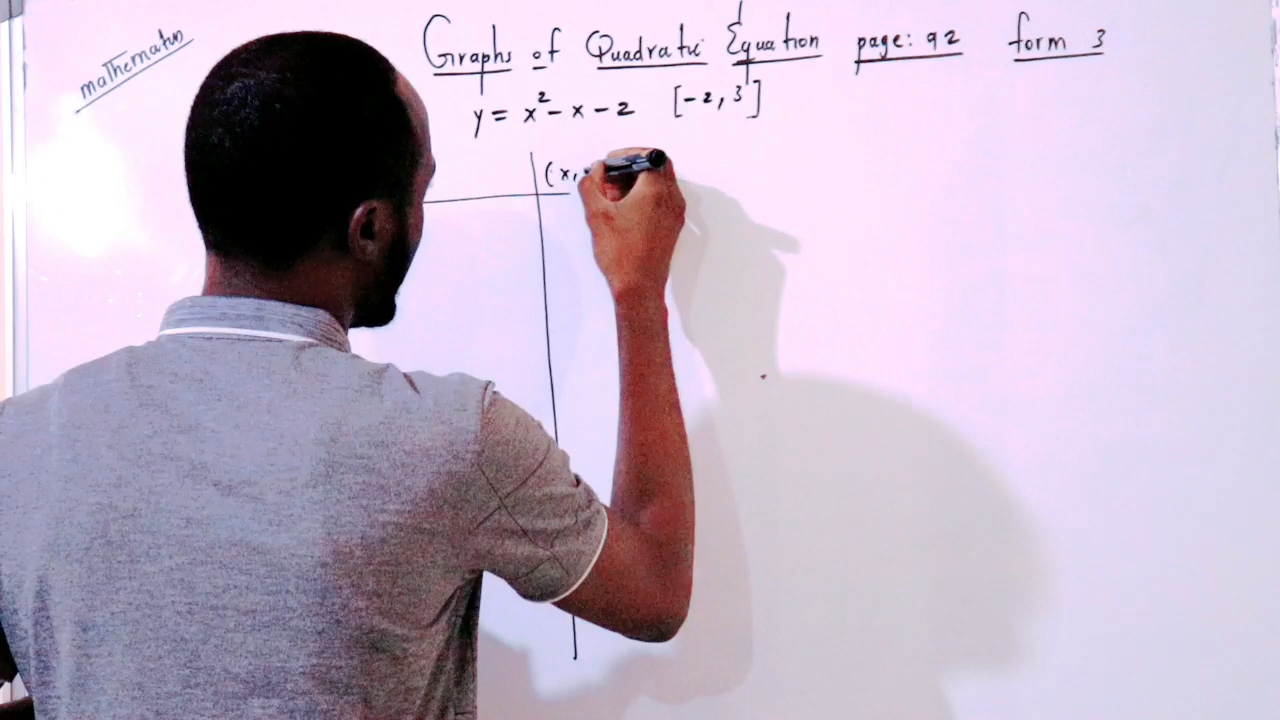 mathematics
Graphs of Quadratic Equation page: 92 form 3
y = x² - x - 2 [-2, 3]
(x,